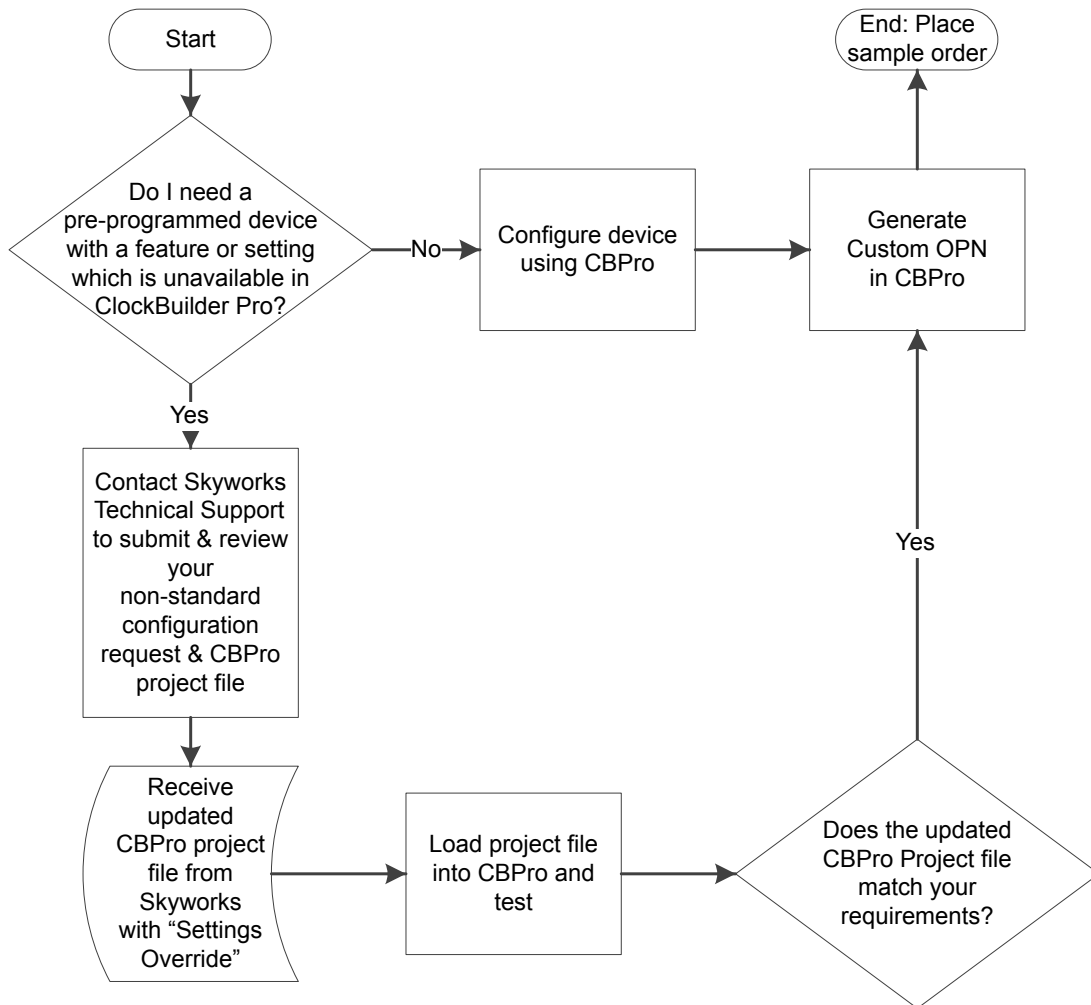 Start
End: Place
sample order
Do I need a
pre-programmed device
with a feature or setting
which is unavailable in
ClockBuilder Pro?
No
Configure device
using CBPro
Generate
Custom OPN
in CBPro
Yes
Contact Skyworks
Technical Support
to submit & review
your
non-standard
configuration
request & CBPro
project file
Yes
Receive
updated
CBPro project
file from
Skyworks
with “Settings
Override”
Load project file
into CBPro and
test
Does the updated
CBPro Project file
match your
requirements?